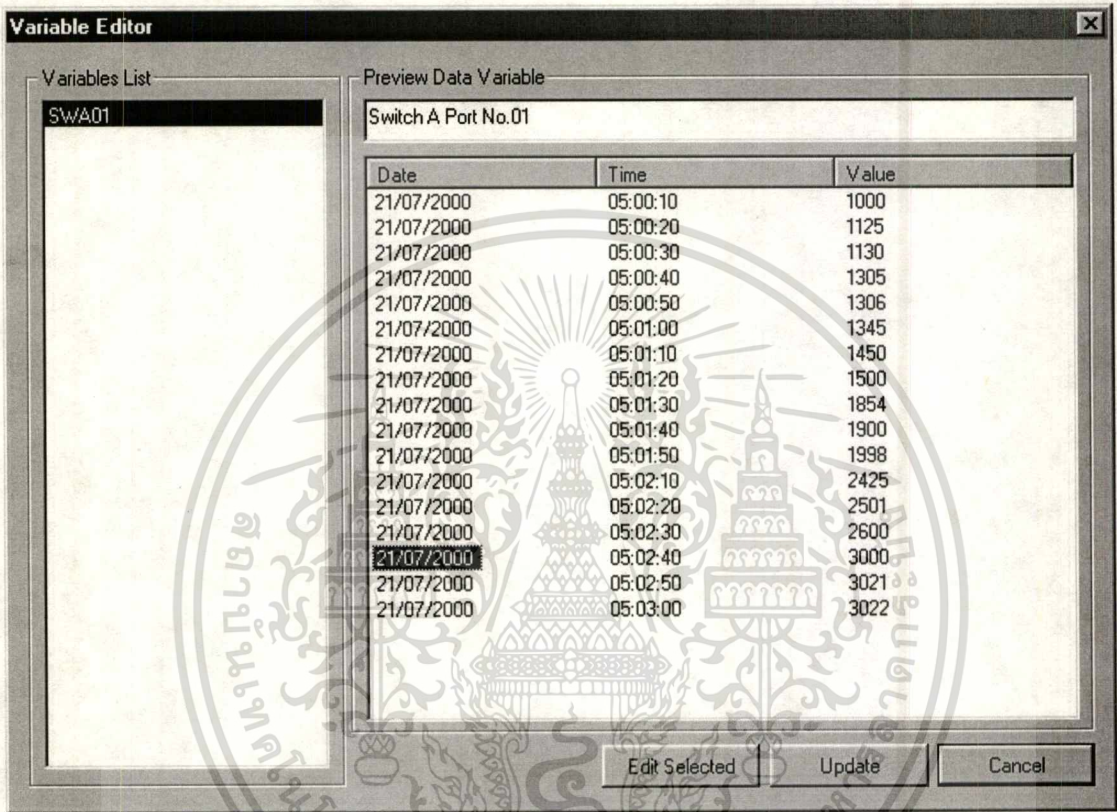 Variable Editor
Variables List
Preview Data Variable
SWA01
Switch A Port No.01
Date Time Value
21/07/2000 05:00:10 1000
21/07/2000 05:00:20 1125
21/07/2000 05:00:30 1130
21/07/2000 05:00:40 1305
21/07/2000 05:00:50 1306
21/07/2000 05:01:00 1345
21/07/2000 05:01:10 1450
21/07/2000 05:01:20 1500
21/07/2000 05:01:30 1854
21/07/2000 05:01:40 1900
21/07/2000 05:01:50 1998
21/07/2000 05:02:10 2425
21/07/2000 05:02:20 2501
21/07/2000 05:02:30 2600
21/07/2000 05:02:40 3000
21/07/2000 05:02:50 3021
21/07/2000 05:03:00 3022
Edit Selected Update Cancel